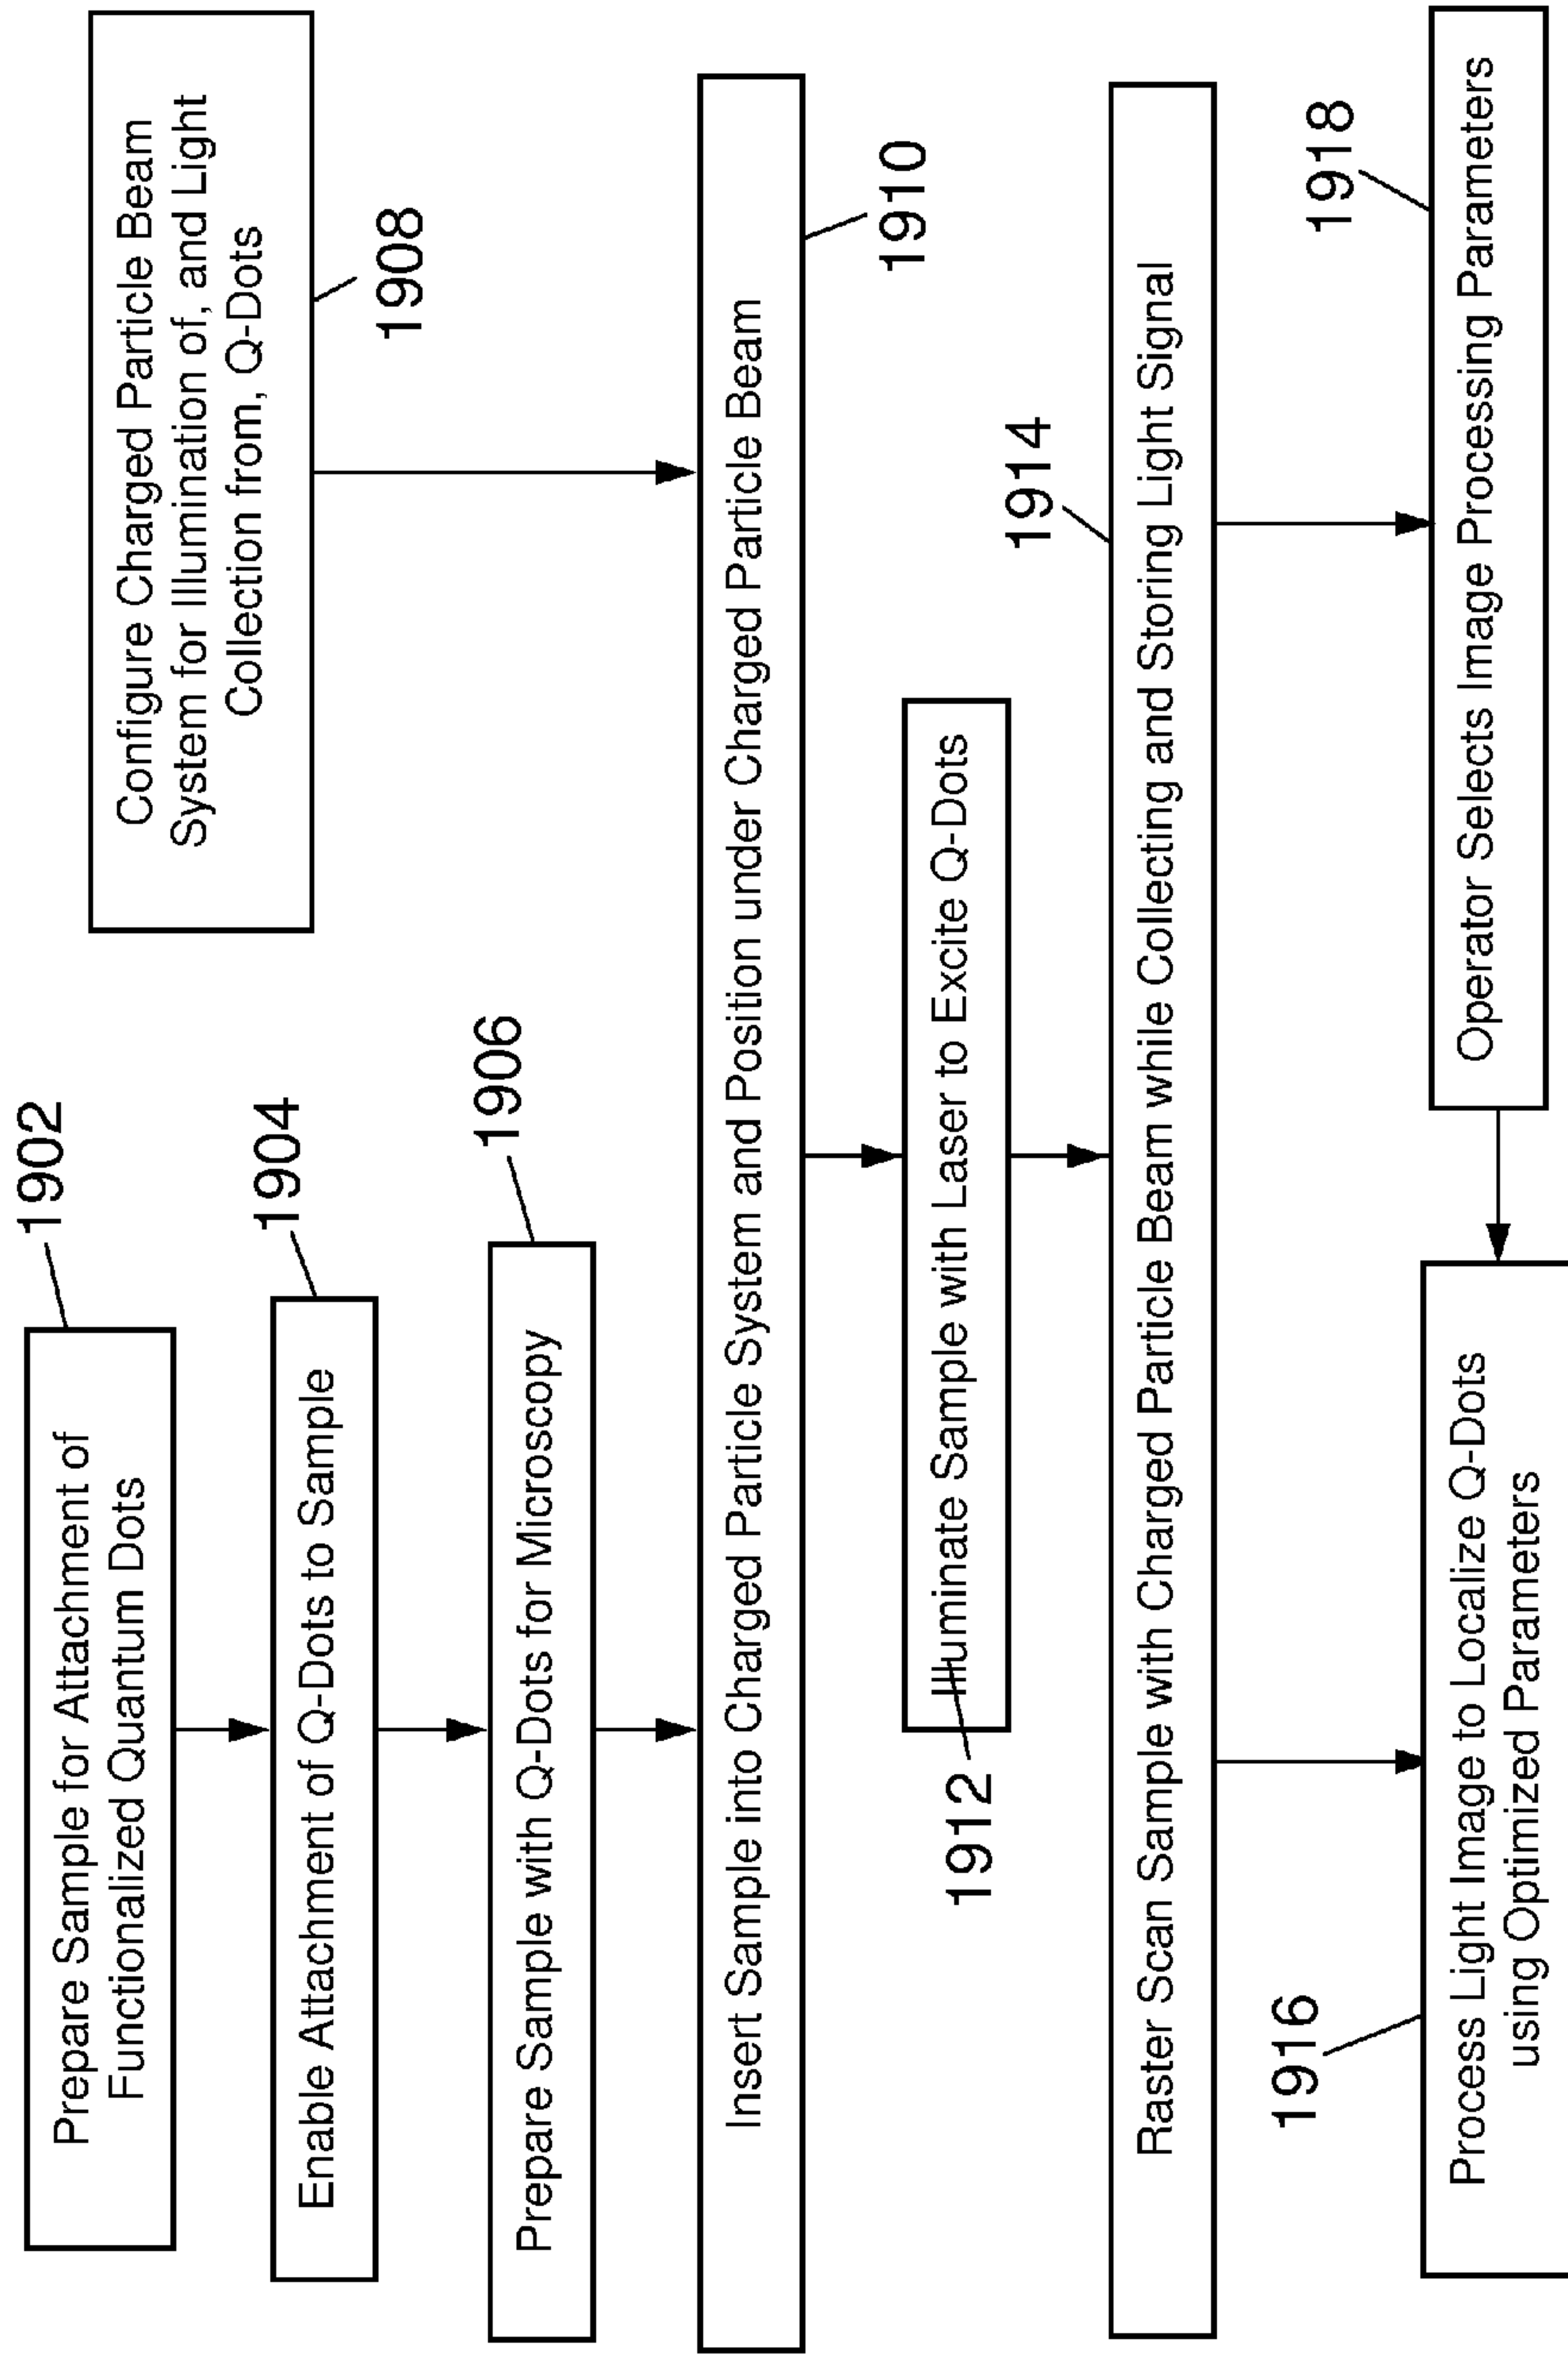 1902
Prepare Sample for Attachment of
Functionalized Quantum Dots
1904
Enable Attachment of Q-Dots to Sample
1906
Prepare Sample with Q-Dots for Microscopy
Configure Charged Particle Beam
System for Illumination of, and Light
Collection from, Q-Dots
1908
Insert Sample into Charged Particle System and Position under Charged Particle Beam
1910
Illuminate Sample with Laser to Excite Q-Dots
1912
1914
Raster Scan Sample with Charged Particle Beam while Collecting and Storing Light Signal
1916
Process Light Image to Localize Q-Dots
using Optimized Parameters
1918
Operator Selects Image Processing Parameters